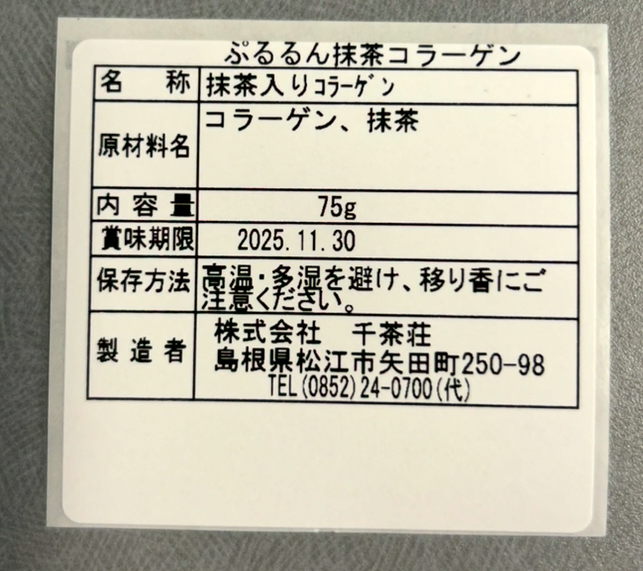 ぷるるん抹茶コラーゲン
名称 抹茶入りｺﾗｰｹﾞﾝ
原材料名 コラーゲン、抹茶
内容量 75g
賞味期限 2025.11.30
保存方法 高温・多湿を避け、移り香にご
注意ください。
製造者 株式会社 千茶荘
島根県松江市矢田町250-98
TEL(0852)24-0700(代)